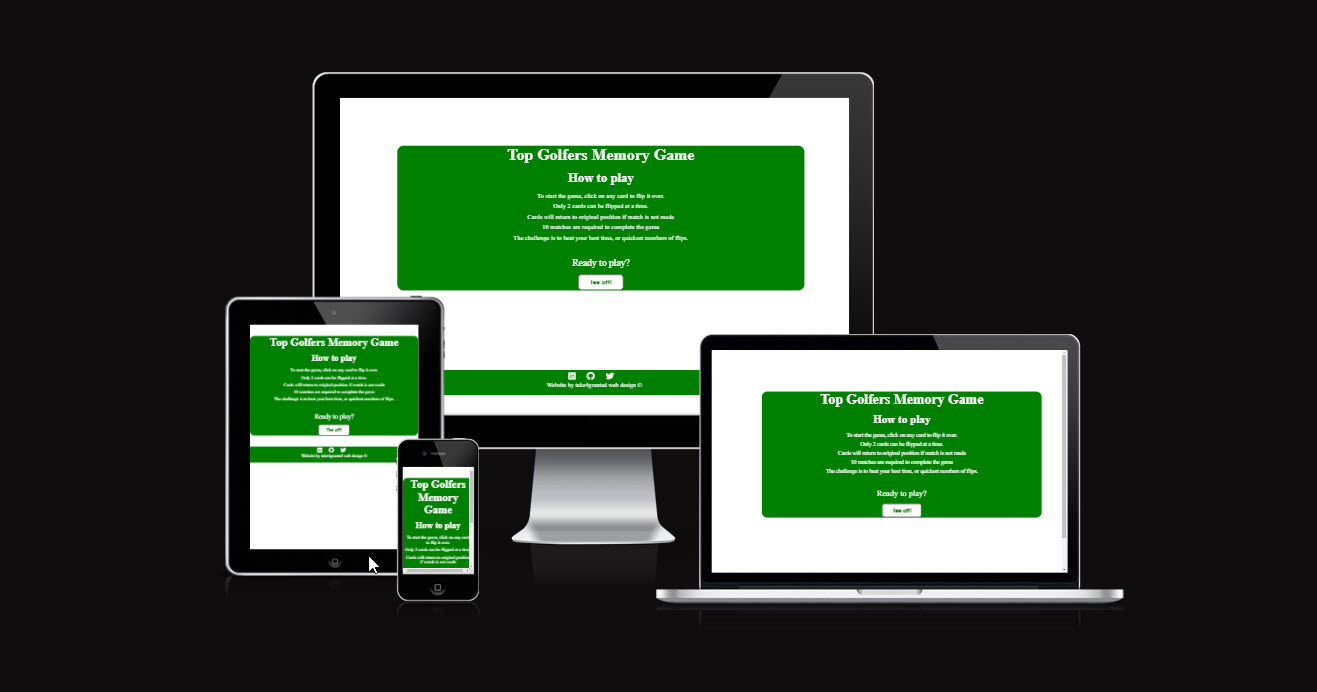 Top Golfers Memory Game
How to play
To start the game, click on any card to flip it over.
Only 2 cards can be flipped at a time.
Cards will return to original position if match is not made
10 matches are required to complete the game
The challenge is to beat your best time, or quickest numbers of flips.
Ready to play?
Tee off!
Website by take4granted web design ©
Top Golfers Memory Game
How to play
To start the game, click on any card to flip it over.
Only 2 cards can be flipped at a time.
Cards will return to original position if match is not made
10 matches are required to complete the game
The challenge is to beat your best time, or quickest numbers of flips.
Ready to play?
Tee off!
Website by take4granted web design ©
Top Golfers
Memory
Game
How to play
To start the game, click on any card
to flip it over.
Only 2 cards can be flipped at a time.
Cards will return to original position
if match is not made
Top Golfers Memory Game
How to play
To start the game, click on any card to flip it over.
Only 2 cards can be flipped at a time.
Cards will return to original position if match is not made
10 matches are required to complete the game
The challenge is to beat your best time, or quickest numbers of flips.
Ready to play?
Tee off!